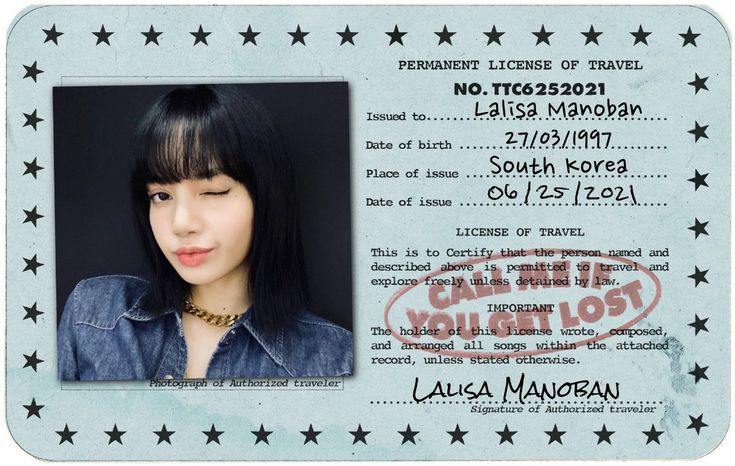 PERMANENT LICENSE OF TRAVEL
NO. TTC6252021
Issued to Lalisa Manoban
Date of birth 27/03/1997
Place of issue South Korea
Date of issue 06/25/2021
LICENSE OF TRAVEL
This is to Certify that the person named and
described above is permitted to travel and
explore freely unless detained by law.
CALL ME IF
YOU GET LOST
IMPORTANT
The holder of this license wrote, composed,
and arranged all songs within the attached
record, unless stated otherwise.
LALISA MANOBAN
Photograph of Authorized traveler
Signature of Authorized traveler